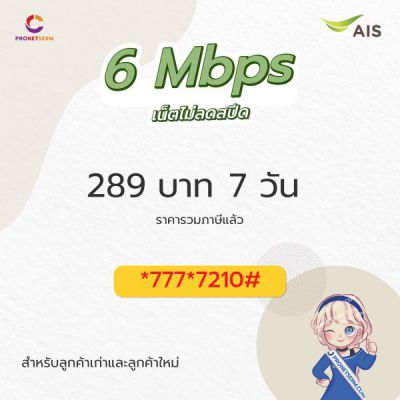 PRONETSERM
AIS
6 Mbps
เน็ตไม่ลดสปีด
289 บาท 7 วัน
ราคารวมภาษีแล้ว
*777*7210#
สำหรับลูกค้าเก่าและลูกค้าใหม่
PRONETSERM.Com